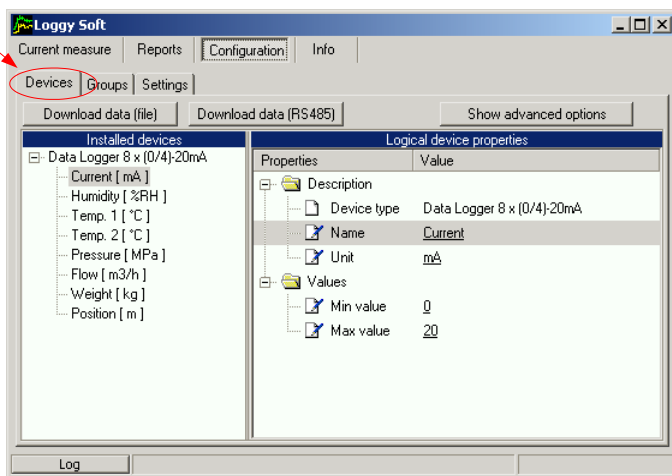 Loggy Soft
Current measure Reports Configuration Info
Devices Groups Settings
Download data (file) Download data (RS485) Show advanced options
Installed devices
Data Logger 8 x (0/4)-20mA
Current [ mA ]
Humidity [ %RH ]
Temp. 1 [ °C ]
Temp. 2 [ °C ]
Pressure [ MPa ]
Flow [ m3/h ]
Weight [ kg ]
Position [ m ]
Logical device properties
Properties Value
Description
Device type Data Logger 8 x (0/4)-20mA
Name Current
Unit mA
Values
Min value 0
Max value 20
Log